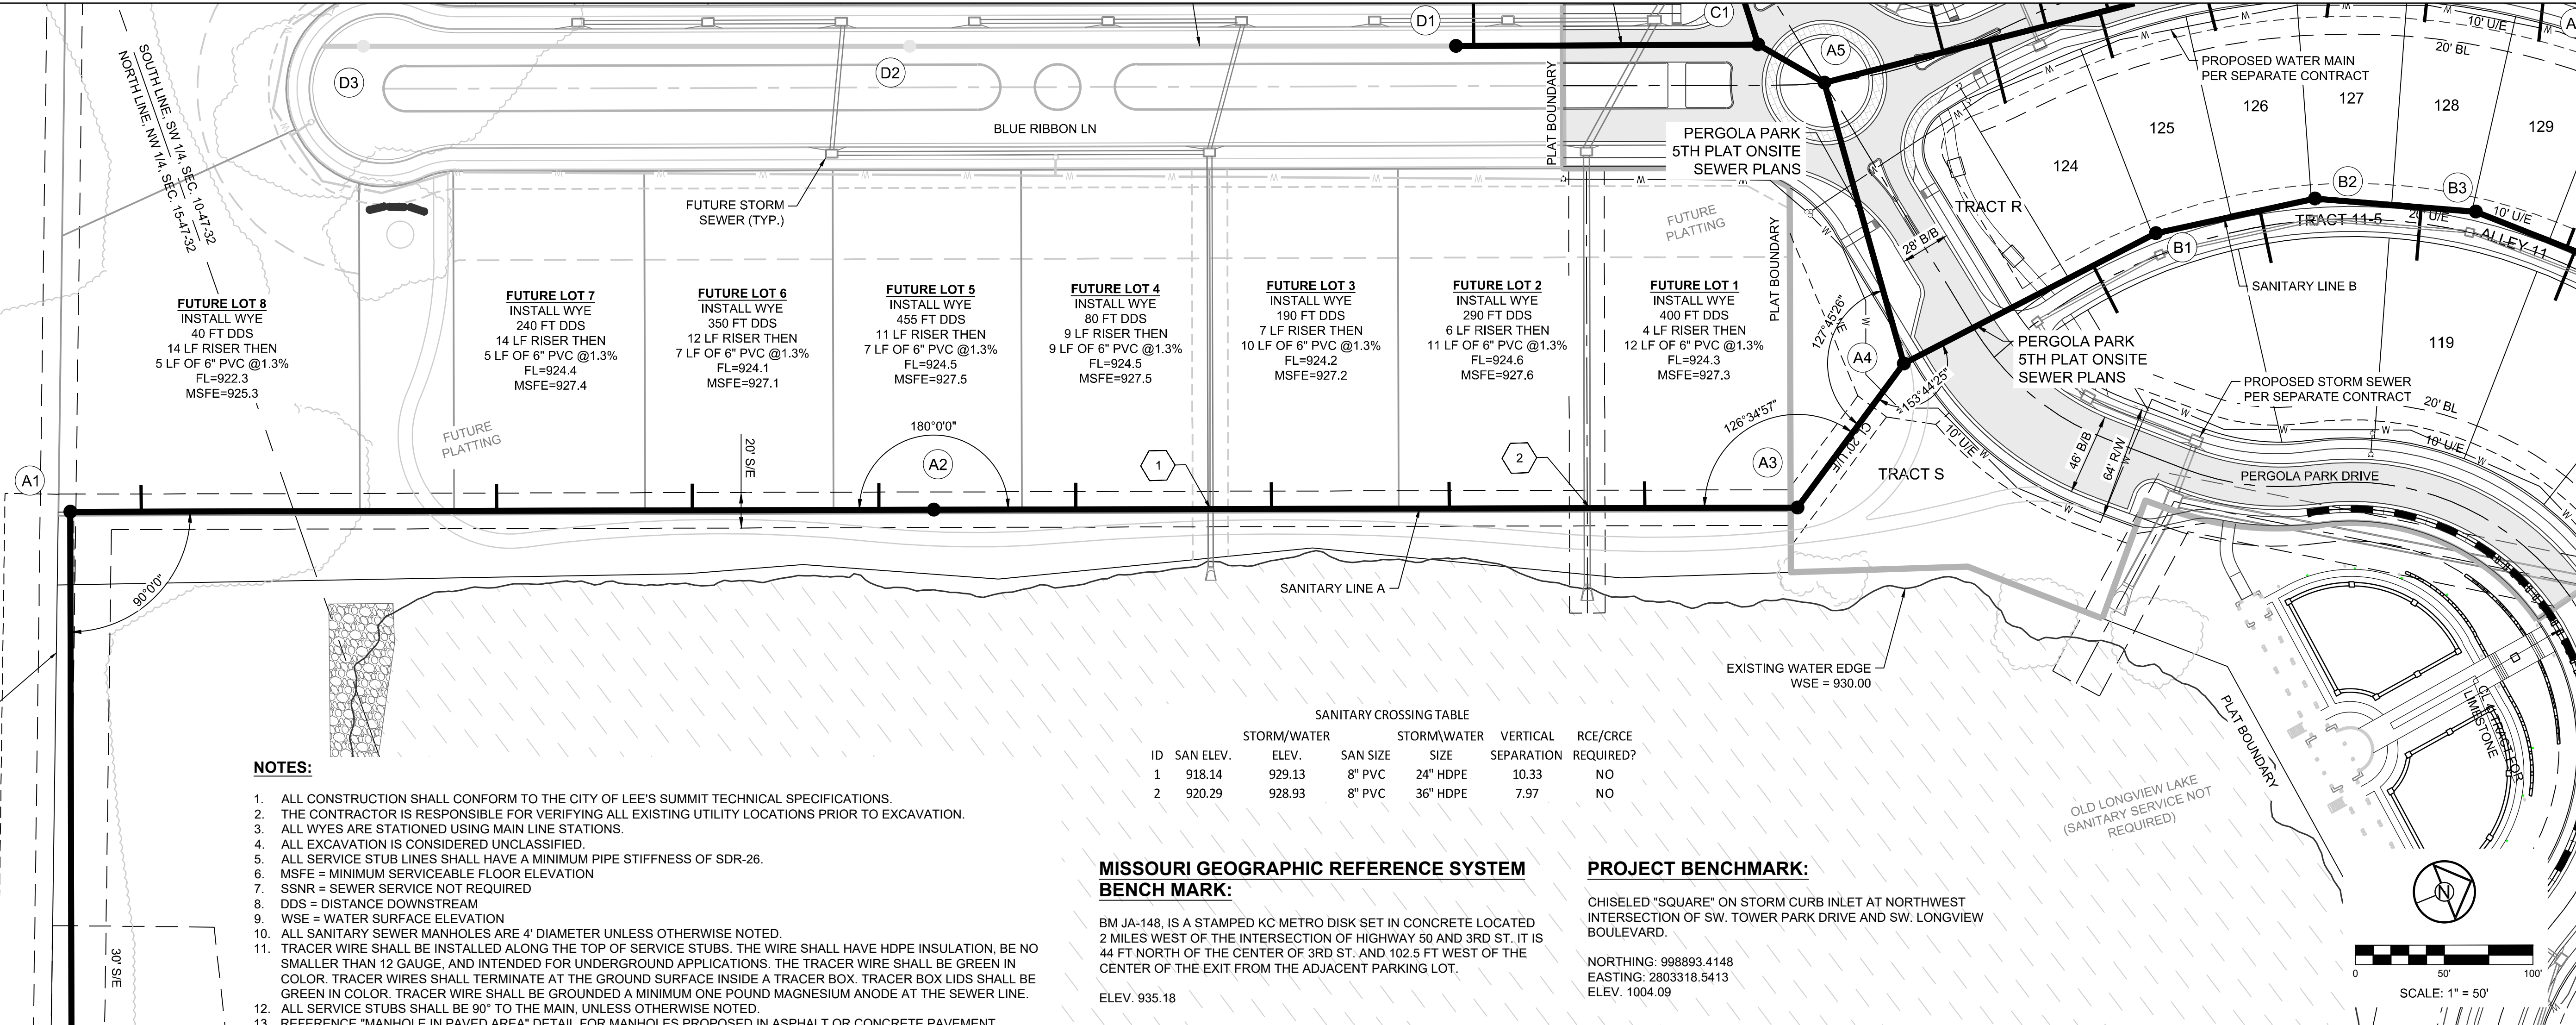 D1
C1
A5
D3
D2
BLUE RIBBON LN
SOUTH LINE, SW 1/4, SEC. 10-47-32
NORTH LINE, NW 1/4, SEC. 15-47-32
PLAT BOUNDARY
PERGOLA PARK
5TH PLAT ONSITE
SEWER PLANS
10' U/E
20' BL
PROPOSED WATER MAIN
PER SEPARATE CONTRACT
124
125
126
127
128
129
FUTURE STORM
SEWER (TYP.)
FUTURE
PLATTING
PLAT BOUNDARY
TRACT R
28' B/B
B1
B2
B3
TRACT 11-5
20' U/E
10' U/E
ALLEY 11
SANITARY LINE B
FUTURE LOT 8
INSTALL WYE
40 FT DDS
14 LF RISER THEN
5 LF OF 6" PVC @1.3%
FL=922.3
MSFE=925.3
FUTURE LOT 7
INSTALL WYE
240 FT DDS
14 LF RISER THEN
5 LF OF 6" PVC @1.3%
FL=924.4
MSFE=927.4
FUTURE LOT 6
INSTALL WYE
350 FT DDS
12 LF RISER THEN
7 LF OF 6" PVC @1.3%
FL=924.1
MSFE=927.1
FUTURE LOT 5
INSTALL WYE
455 FT DDS
11 LF RISER THEN
7 LF OF 6" PVC @1.3%
FL=924.5
MSFE=927.5
FUTURE LOT 4
INSTALL WYE
80 FT DDS
9 LF RISER THEN
9 LF OF 6" PVC @1.3%
FL=924.5
MSFE=927.5
FUTURE LOT 3
INSTALL WYE
190 FT DDS
7 LF RISER THEN
10 LF OF 6" PVC @1.3%
FL=924.2
MSFE=927.2
FUTURE LOT 2
INSTALL WYE
290 FT DDS
6 LF RISER THEN
11 LF OF 6" PVC @1.3%
FL=924.6
MSFE=927.6
FUTURE LOT 1
INSTALL WYE
400 FT DDS
4 LF RISER THEN
12 LF OF 6" PVC @1.3%
FL=924.3
MSFE=927.3
127°45'26"
A4
153°44'25"
126°34'57"
A3
20' U/E
10' U/E
TRACT S
PERGOLA PARK
5TH PLAT ONSITE
SEWER PLANS
119
PROPOSED STORM SEWER
PER SEPARATE CONTRACT
20' BL
10' U/E
46' B/B
64' R/W
PERGOLA PARK DRIVE
FUTURE
PLATTING
A1
20' S/E
180°0'0"
A2
1
2
90°0'0"
SANITARY LINE A
EXISTING WATER EDGE
WSE = 930.00
PLAT BOUNDARY
LIMESTONE
OLD LONGVIEW LAKE
(SANITARY SERVICE NOT
REQUIRED)
SANITARY CROSSING TABLE
STORM/WATER STORM\WATER VERTICAL RCE/CRCE
ID SAN ELEV. ELEV. SAN SIZE SIZE SEPARATION REQUIRED?
1 918.14 929.13 8" PVC 24" HDPE 10.33 NO
2 920.29 928.93 8" PVC 36" HDPE 7.97 NO
30' S/E
NOTES:
1. ALL CONSTRUCTION SHALL CONFORM TO THE CITY OF LEE'S SUMMIT TECHNICAL SPECIFICATIONS.
2. THE CONTRACTOR IS RESPONSIBLE FOR VERIFYING ALL EXISTING UTILITY LOCATIONS PRIOR TO EXCAVATION.
3. ALL WYES ARE STATIONED USING MAIN LINE STATIONS.
4. ALL EXCAVATION IS CONSIDERED UNCLASSIFIED.
5. ALL SERVICE STUB LINES SHALL HAVE A MINIMUM PIPE STIFFNESS OF SDR-26.
6. MSFE = MINIMUM SERVICEABLE FLOOR ELEVATION
7. SSNR = SEWER SERVICE NOT REQUIRED
8. DDS = DISTANCE DOWNSTREAM
9. WSE = WATER SURFACE ELEVATION
10. ALL SANITARY SEWER MANHOLES ARE 4' DIAMETER UNLESS OTHERWISE NOTED.
11. TRACER WIRE SHALL BE INSTALLED ALONG THE TOP OF SERVICE STUBS. THE WIRE SHALL HAVE HDPE INSULATION, BE NO
SMALLER THAN 12 GAUGE, AND INTENDED FOR UNDERGROUND APPLICATIONS. THE TRACER WIRE SHALL BE GREEN IN
COLOR. TRACER WIRES SHALL TERMINATE AT THE GROUND SURFACE INSIDE A TRACER BOX. TRACER BOX LIDS SHALL BE
GREEN IN COLOR. TRACER WIRE SHALL BE GROUNDED A MINIMUM ONE POUND MAGNESIUM ANODE AT THE SEWER LINE.
12. ALL SERVICE STUBS SHALL BE 90° TO THE MAIN, UNLESS OTHERWISE NOTED.
13. REFERENCE "MANHOLE IN PAVED AREA" DETAIL FOR MANHOLES PROPOSED IN ASPHALT OR CONCRETE PAVEMENT
MISSOURI GEOGRAPHIC REFERENCE SYSTEM
BENCH MARK:
BM JA-148, IS A STAMPED KC METRO DISK SET IN CONCRETE LOCATED
2 MILES WEST OF THE INTERSECTION OF HIGHWAY 50 AND 3RD ST. IT IS
44 FT NORTH OF THE CENTER OF 3RD ST. AND 102.5 FT WEST OF THE
CENTER OF THE EXIT FROM THE ADJACENT PARKING LOT.
ELEV. 935.18
PROJECT BENCHMARK:
CHISELED "SQUARE" ON STORM CURB INLET AT NORTHWEST
INTERSECTION OF SW. TOWER PARK DRIVE AND SW. LONGVIEW
BOULEVARD.
NORTHING: 998893.4148
EASTING: 2803318.5413
ELEV. 1004.09
N
0 50' 100'
SCALE: 1" = 50'